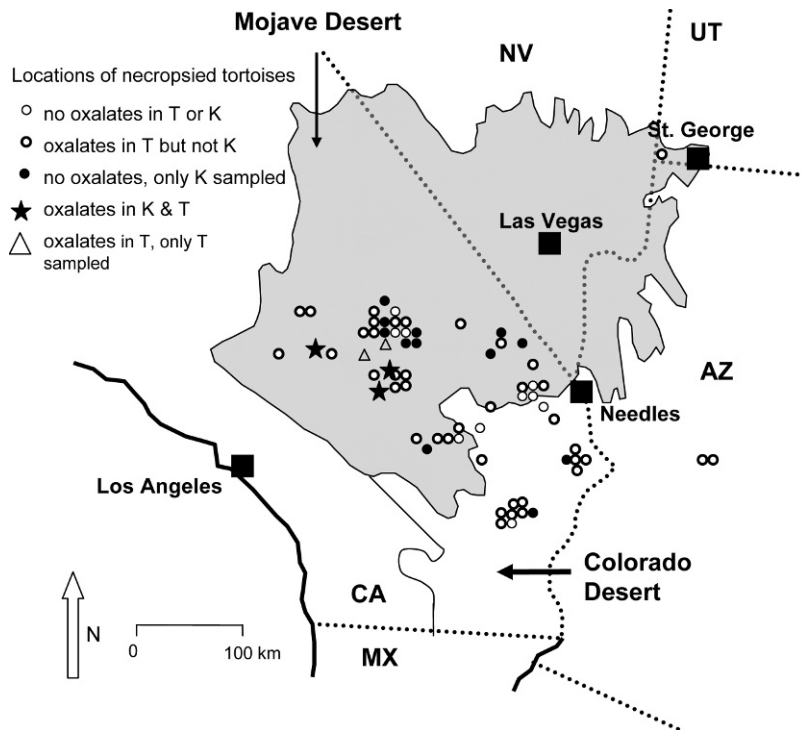 Mojave Desert
NV
UT
Locations of necropsied tortoises
no oxalates in T or K
oxalates in T but not K
no oxalates, only K sampled
oxalates in K & T
oxalates in T, only T
sampled
St. George
Las Vegas
AZ
Needles
Los Angeles
Colorado
Desert
CA
N
0
100 km
MX